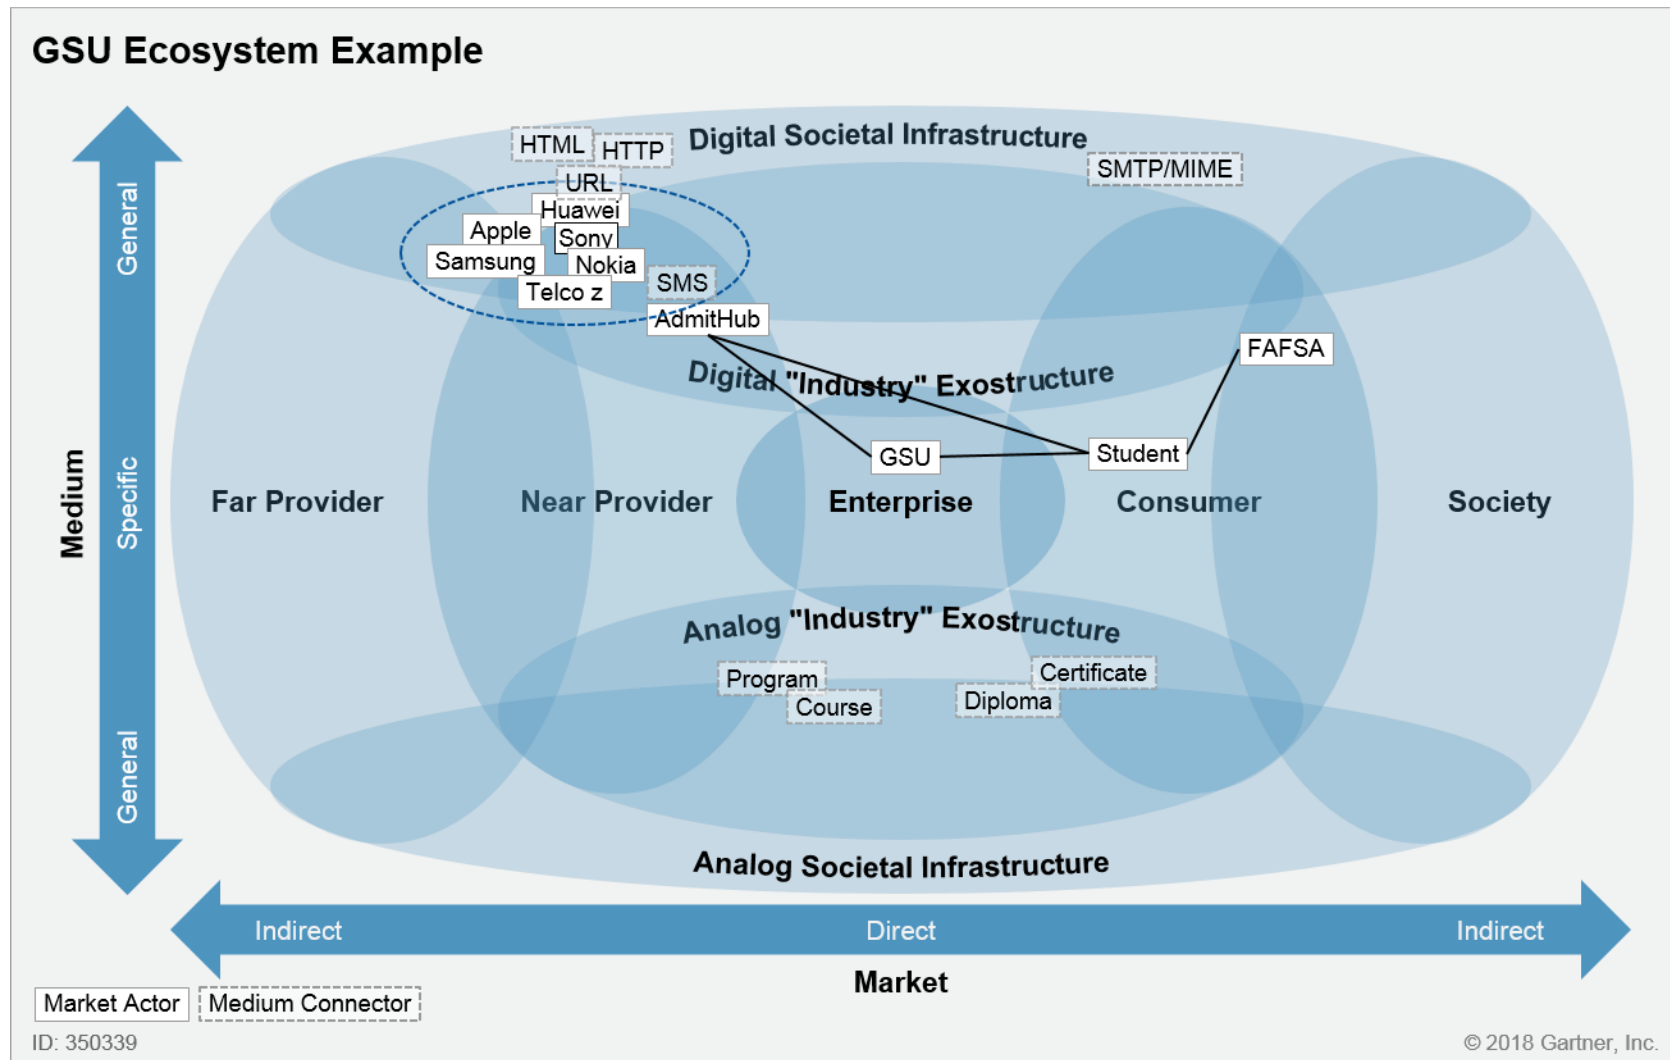 GSU Ecosystem Example
Digital Societal Infrastructure
HTML
HTTP
SMTP/MIME
URL
Huawei
Apple
Sony
Samsung
Nokia
SMS
Telco z
AdmitHub
FAFSA
Digital "Industry" Exostructure
GSU
Student
Far Provider
Near Provider
Enterprise
Consumer
Society
Analog "Industry" Exostructure
Program
Certificate
Course
Diploma
Analog Societal Infrastructure
Medium
General
Specific
General
Indirect
Direct
Indirect
Market
Market Actor
Medium Connector
ID: 350339
© 2018 Gartner, Inc.